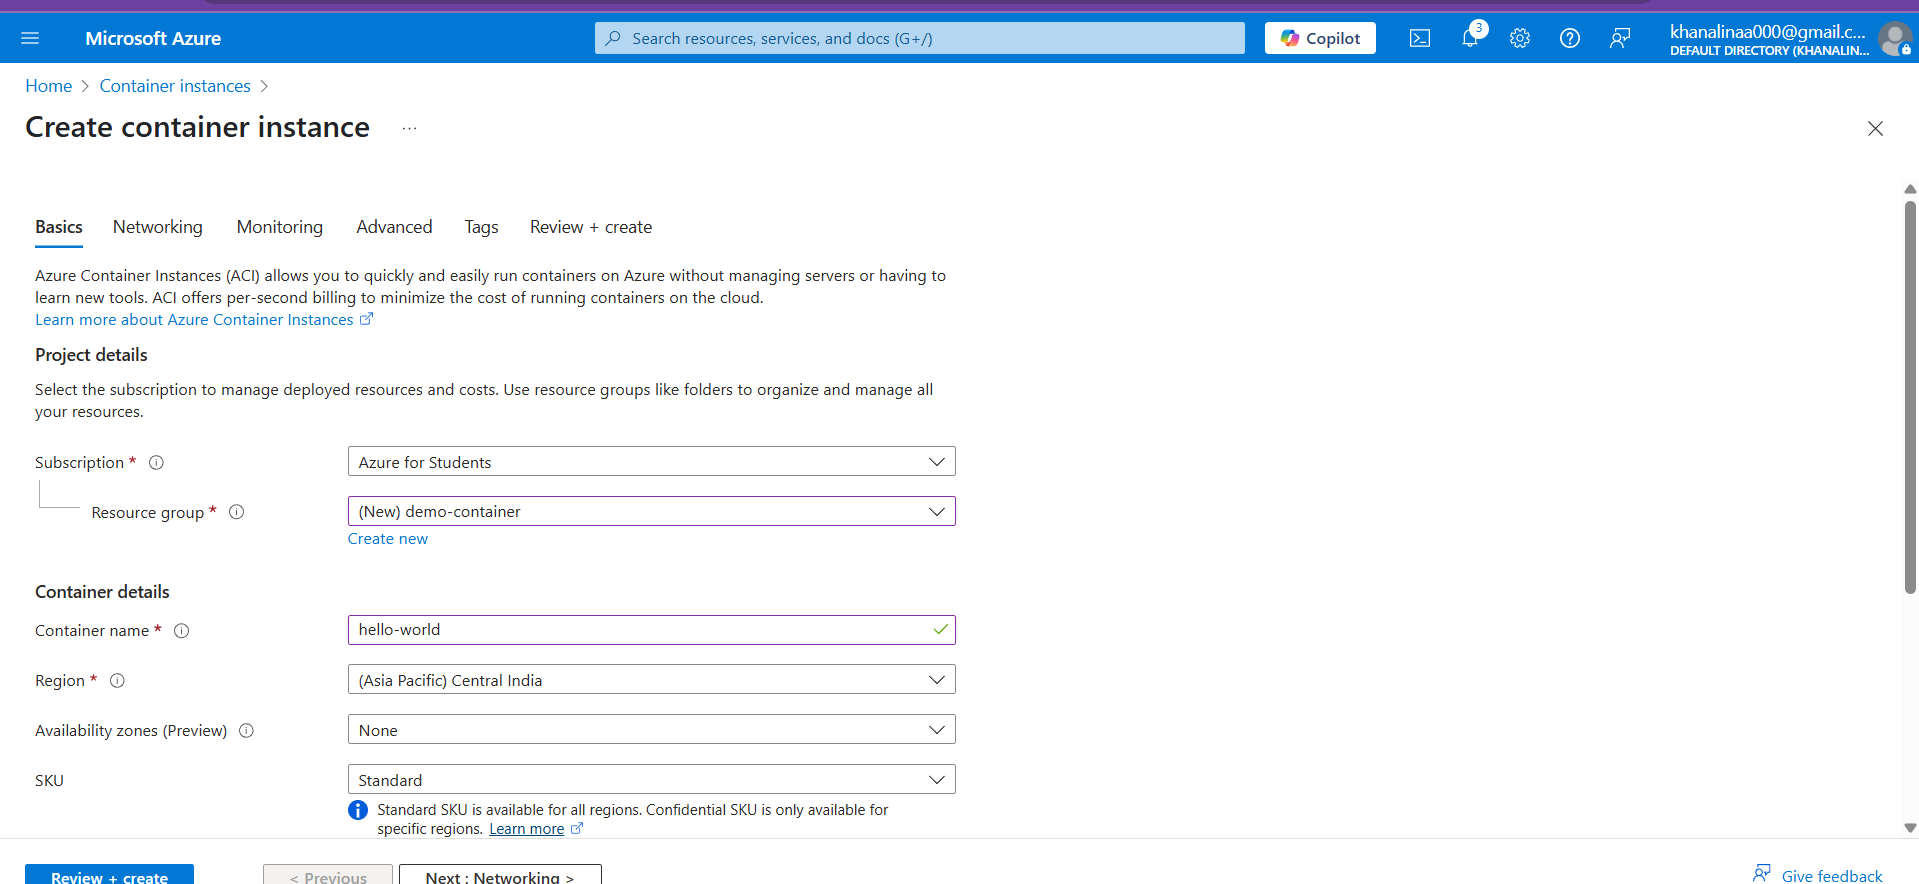 Microsoft Azure
Search resources, services, and docs (G+/)
Copilot
3
khanalinaa000@gmail.c...
DEFAULT DIRECTORY (KHANALIN...
Home > Container instances >
Create container instance ...
Basics Networking Monitoring Advanced Tags Review + create
Azure Container Instances (ACI) allows you to quickly and easily run containers on Azure without managing servers or having to
learn new tools. ACI offers per-second billing to minimize the cost of running containers on the cloud.
Learn more about Azure Container Instances
Project details
Select the subscription to manage deployed resources and costs. Use resource groups like folders to organize and manage all
your resources.
Subscription * Azure for Students
Resource group * (New) demo-container
Create new
Container details
Container name * hello-world
Region * (Asia Pacific) Central India
Availability zones (Preview) None
SKU Standard
Standard SKU is available for all regions. Confidential SKU is only available for
specific regions. Learn more
Review + create < Previous Next : Networking > Give feedback